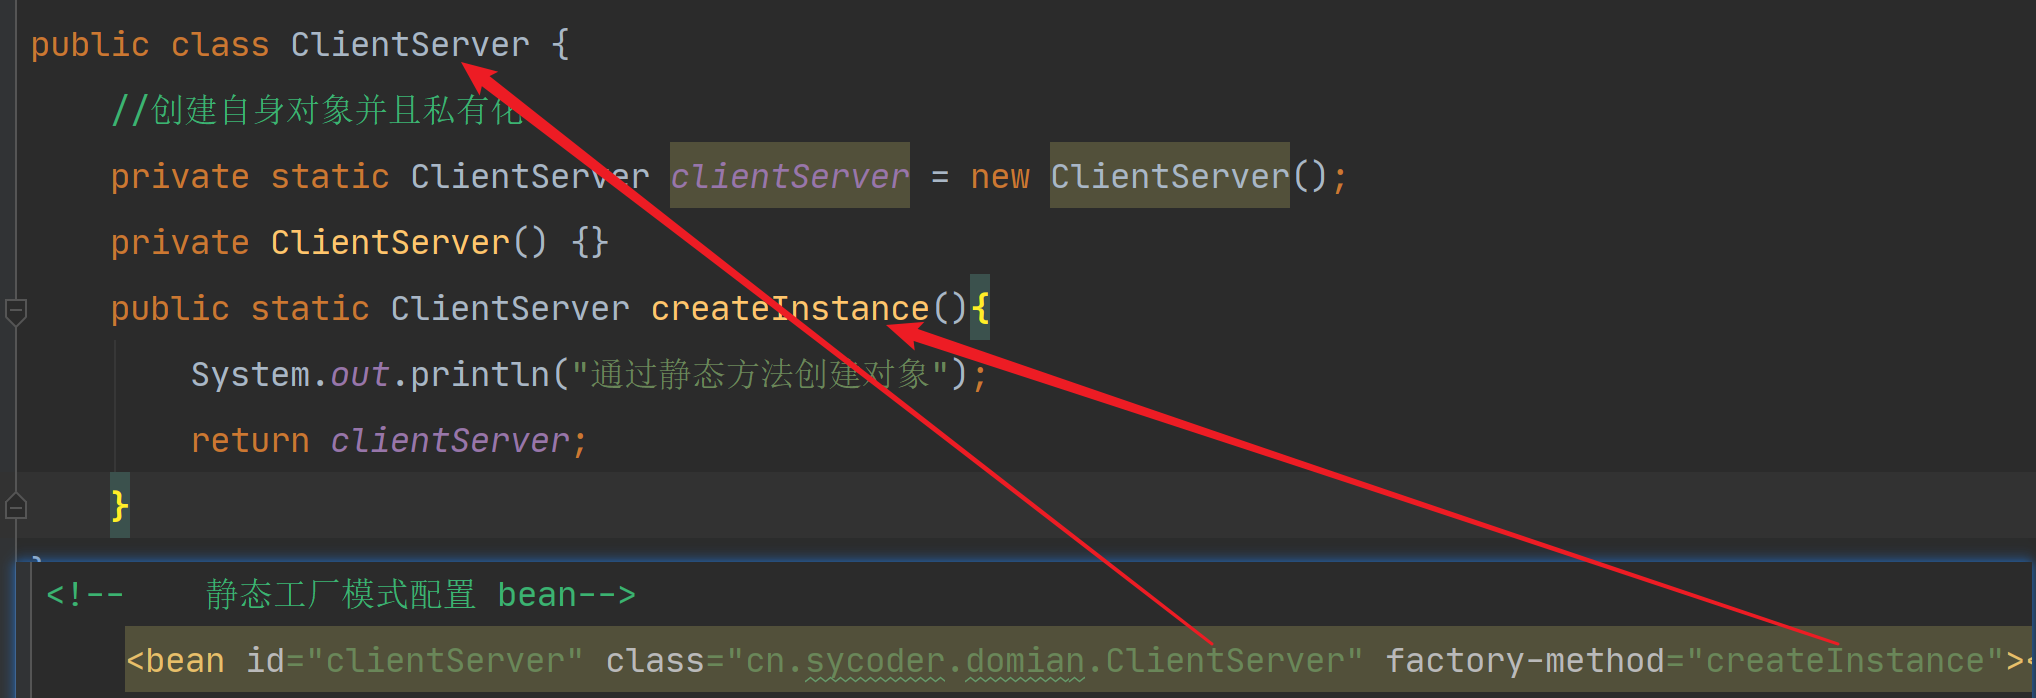 public class ClientServer {
//创建自身对象并且私有化
private static ClientServer clientServer = new ClientServer();
private ClientServer() {}
public static ClientServer createInstance(){
System.out.println("通过静态方法创建对象");
return clientServer;
}
<!-- 静态工厂模式配置 bean-->
<bean id="clientServer" class="cn.sycoder.domian.ClientServer" factory-method="createInstance"><